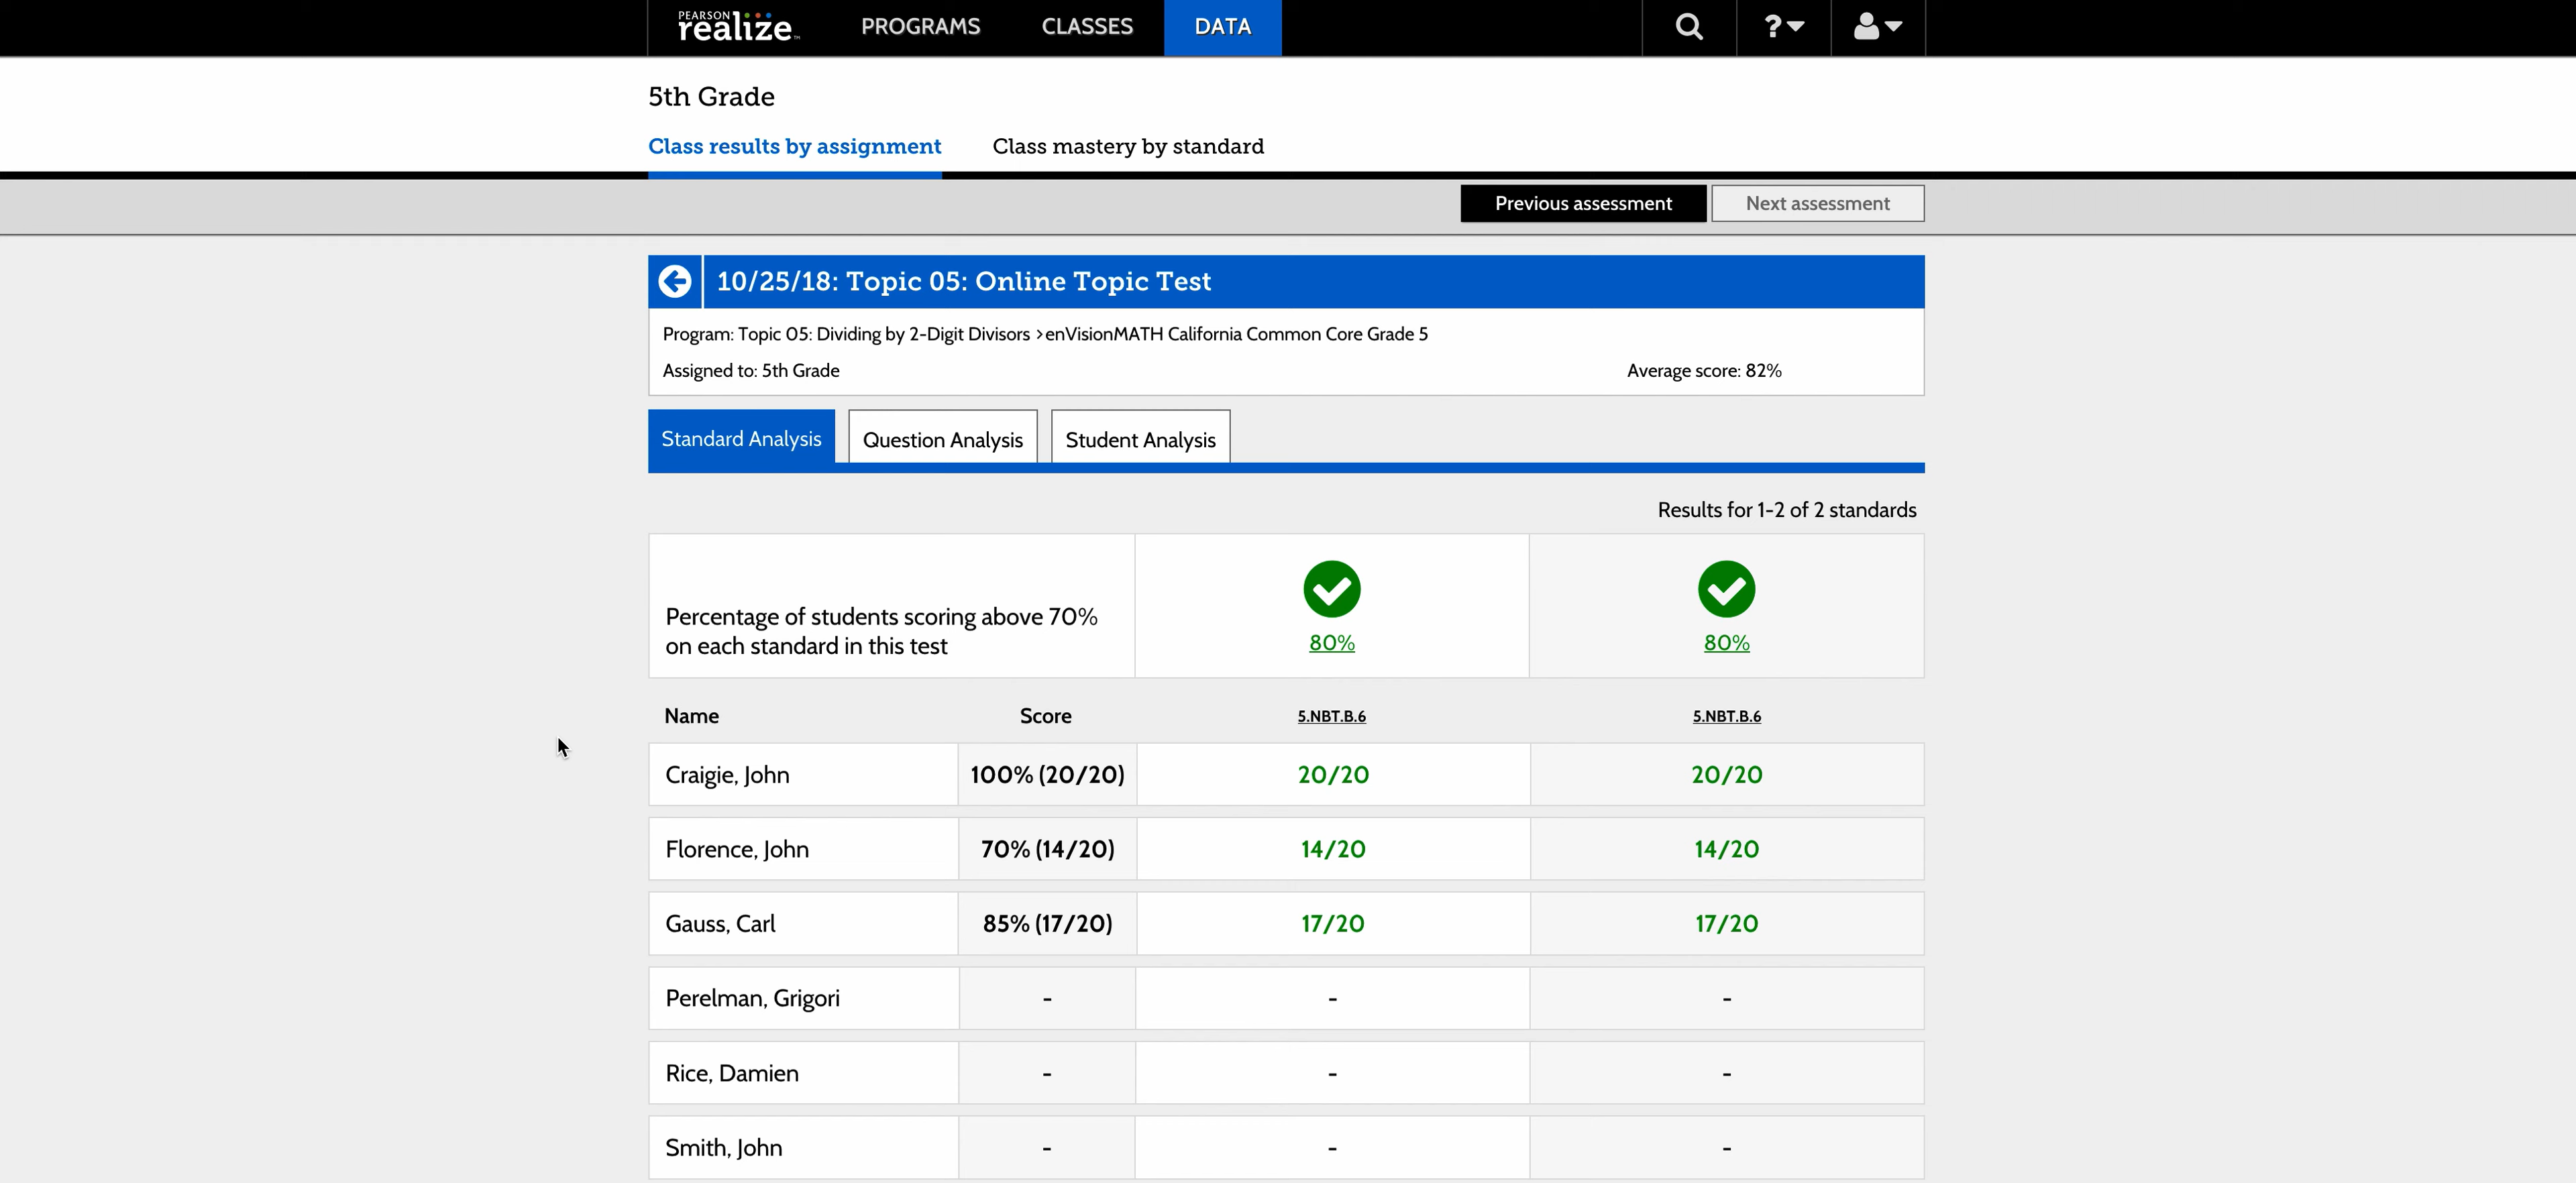 PEARSON
realize™
PROGRAMS
CLASSES
DATA
?
5th Grade
Class results by assignment
Class mastery by standard
Previous assessment
Next assessment
10/25/18: Topic 05: Online Topic Test
Program: Topic 05: Dividing by 2-Digit Divisors >enVisionMATH California Common Core Grade 5
Assigned to: 5th Grade
Average score: 82%
Standard Analysis
Question Analysis
Student Analysis
Results for 1-2 of 2 standards
Percentage of students scoring above 70%
on each standard in this test
80%
80%
Name Score 5.NBT.B.6 5.NBT.B.6
Craigie, John 100% (20/20) 20/20 20/20
Florence, John 70% (14/20) 14/20 14/20
Gauss, Carl 85% (17/20) 17/20 17/20
Perelman, Grigori - - -
Rice, Damien - - -
Smith, John - - -